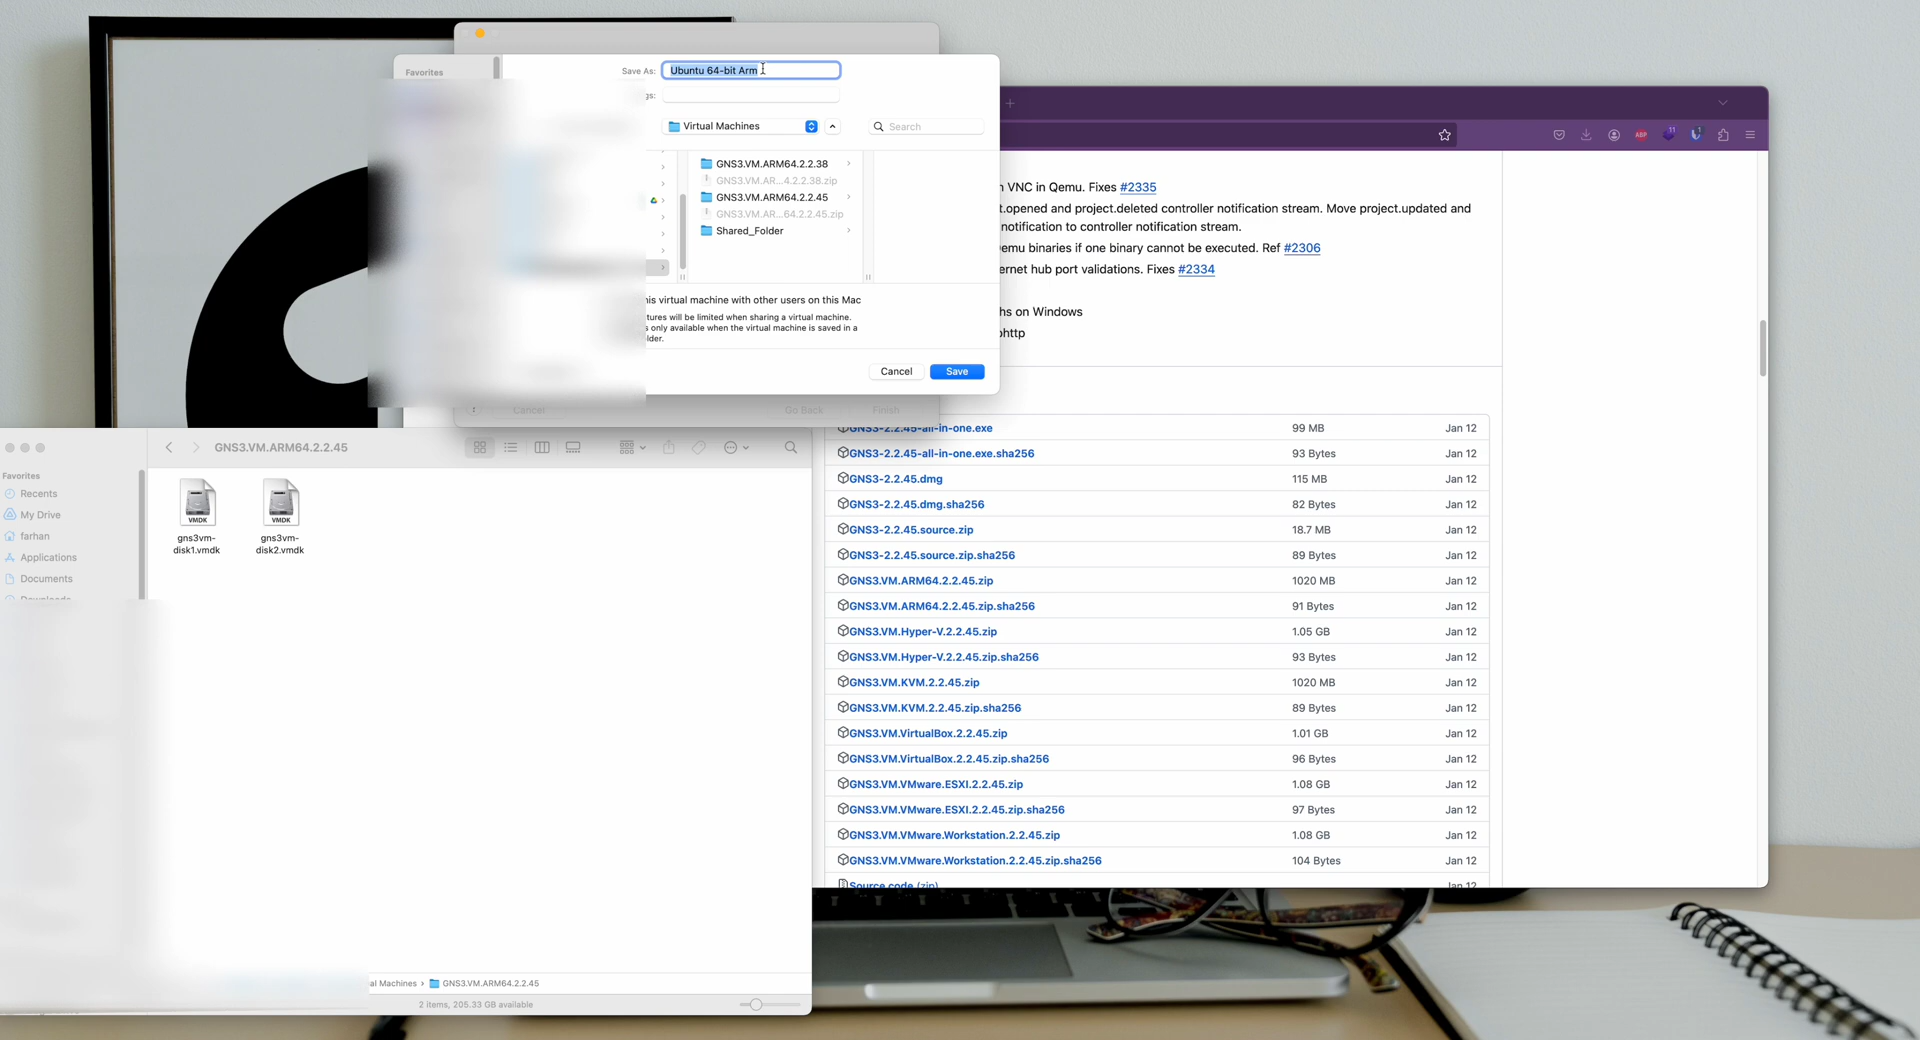 Favorites
Save As:
Ubuntu 64-bit Arm
gs:
Virtual Machines
Search
GNS3.VM.ARM64.2.2.38
GNS3.VM.AR...4.2.2.38.zip
GNS3.VM.ARM64.2.2.45
GNS3.VM.AR...64.2.2.45.zip
Shared_Folder
his virtual machine with other users on this Mac
tures will be limited when sharing a virtual machine.
s only available when the virtual machine is saved in a
lder.
Cancel
Save
Cancel
Go Back
Finish
ABP
11
1
n VNC in Qemu. Fixes #2335
t.opened and project.deleted controller notification stream. Move project.updated and
notification to controller notification stream.
emu binaries if one binary cannot be executed. Ref #2306
ernet hub port validations. Fixes #2334
hs on Windows
ohttp
GNS3-2.2.45-all-in-one.exe 99 MB Jan 12
GNS3-2.2.45-all-in-one.exe.sha256 93 Bytes Jan 12
GNS3-2.2.45.dmg 115 MB Jan 12
GNS3-2.2.45.dmg.sha256 82 Bytes Jan 12
GNS3-2.2.45.source.zip 18.7 MB Jan 12
GNS3-2.2.45.source.zip.sha256 89 Bytes Jan 12
GNS3.VM.ARM64.2.2.45.zip 1020 MB Jan 12
GNS3.VM.ARM64.2.2.45.zip.sha256 91 Bytes Jan 12
GNS3.VM.Hyper-V.2.2.45.zip 1.05 GB Jan 12
GNS3.VM.Hyper-V.2.2.45.zip.sha256 93 Bytes Jan 12
GNS3.VM.KVM.2.2.45.zip 1020 MB Jan 12
GNS3.VM.KVM.2.2.45.zip.sha256 89 Bytes Jan 12
GNS3.VM.VirtualBox.2.2.45.zip 1.01 GB Jan 12
GNS3.VM.VirtualBox.2.2.45.zip.sha256 96 Bytes Jan 12
GNS3.VM.VMware.ESXI.2.2.45.zip 1.08 GB Jan 12
GNS3.VM.VMware.ESXI.2.2.45.zip.sha256 97 Bytes Jan 12
GNS3.VM.VMware.Workstation.2.2.45.zip 1.08 GB Jan 12
GNS3.VM.VMware.Workstation.2.2.45.zip.sha256 104 Bytes Jan 12
Source code (zip) Jan 12
GNS3.VM.ARM64.2.2.45
Favorites
Recents
My Drive
farhan
Applications
Documents
Downloads
VMDK
gns3vm-
disk1.vmdk
VMDK
gns3vm-
disk2.vmdk
al Machines › GNS3.VM.ARM64.2.2.45
2 items, 205.33 GB available